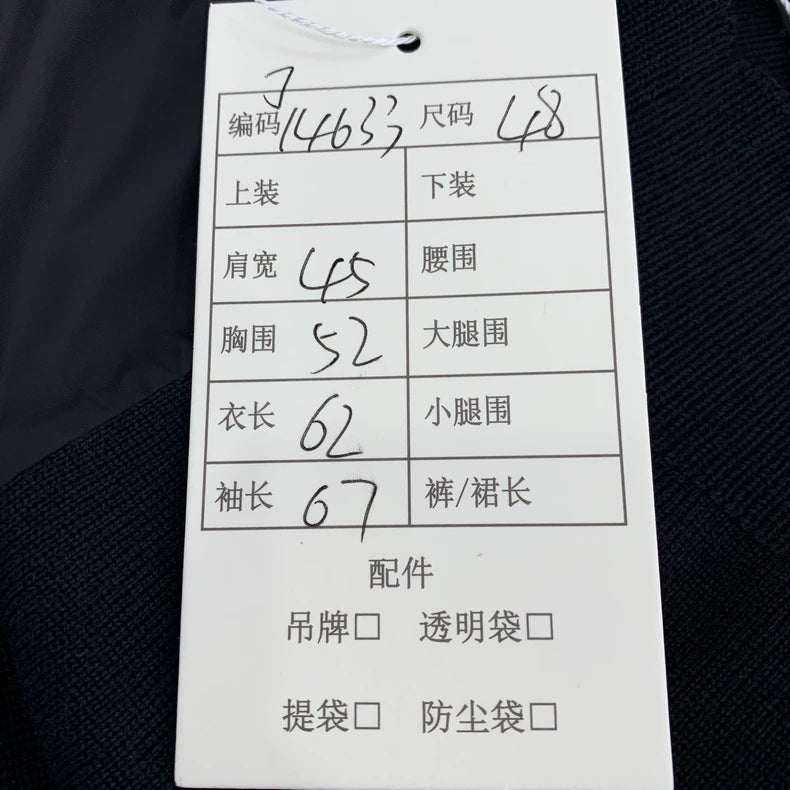 J
编码 14633 尺码 48
上装 下装
肩宽 45 腰围
胸围 52 大腿围
衣长 62 小腿围
袖长 67 裤/裙长
配件
吊牌□ 透明袋□
提袋□ 防尘袋□